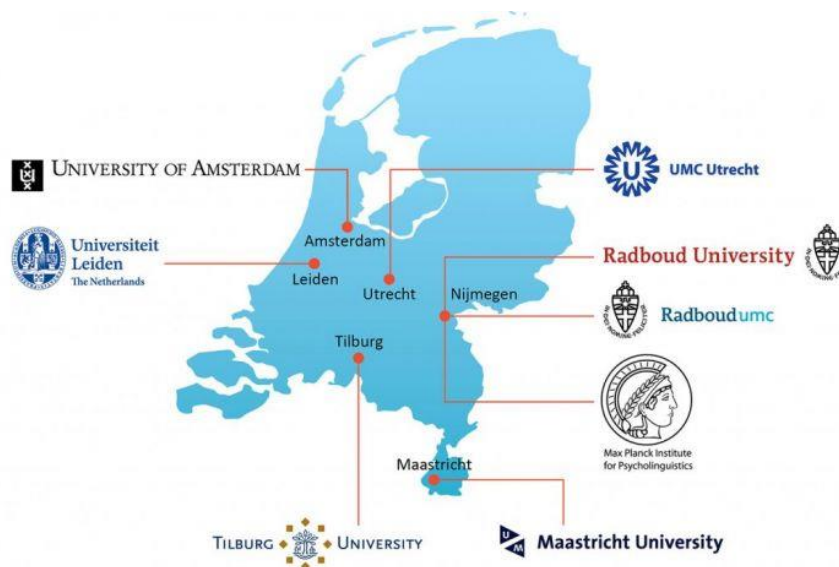 UNIVERSITY OF AMSTERDAM
UMC Utrecht
Amsterdam
Universiteit
Leiden
The Netherlands
Leiden
Utrecht
Nijmegen
Radboud University
Radboudumc
Tilburg
Max Planck Institute
for Psycholinguistics
Maastricht
TILBURG UNIVERSITY
UM Maastricht University